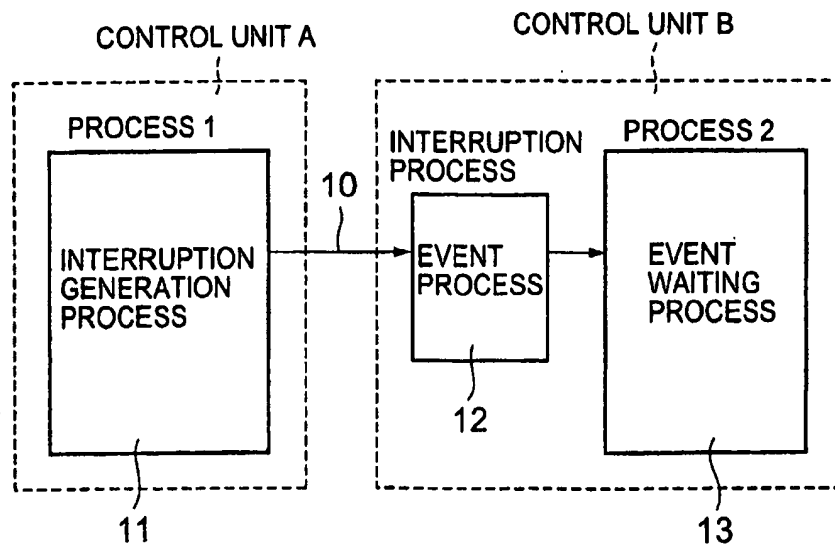 CONTROL UNIT A
CONTROL UNIT B
PROCESS 1
INTERRUPTION
GENERATION
PROCESS
11
10
INTERRUPTION
PROCESS
EVENT
PROCESS
12
PROCESS 2
EVENT
WAITING
PROCESS
13